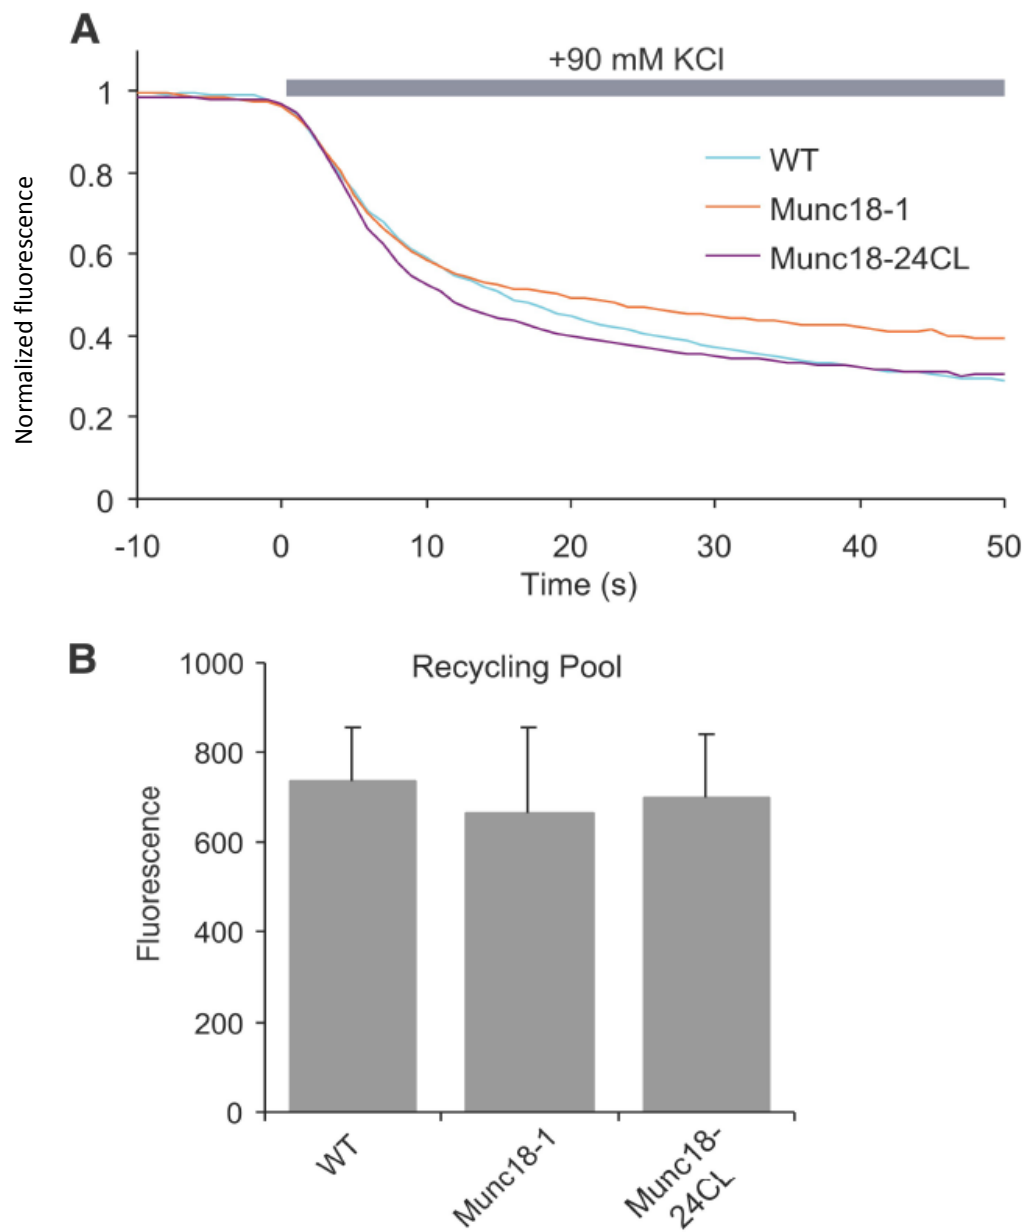 A
+90 mM KCl
Normalized fluorescence
1
0.8
0.6
0.4
0.2
0
WT
Munc18-1
Munc18-24CL
-10 0 10 20 30 40 50
Time (s)
B
Recycling Pool
Fluorescence
1000
800
600
400
200
0
WT
Munc18-1
Munc18-
24CL